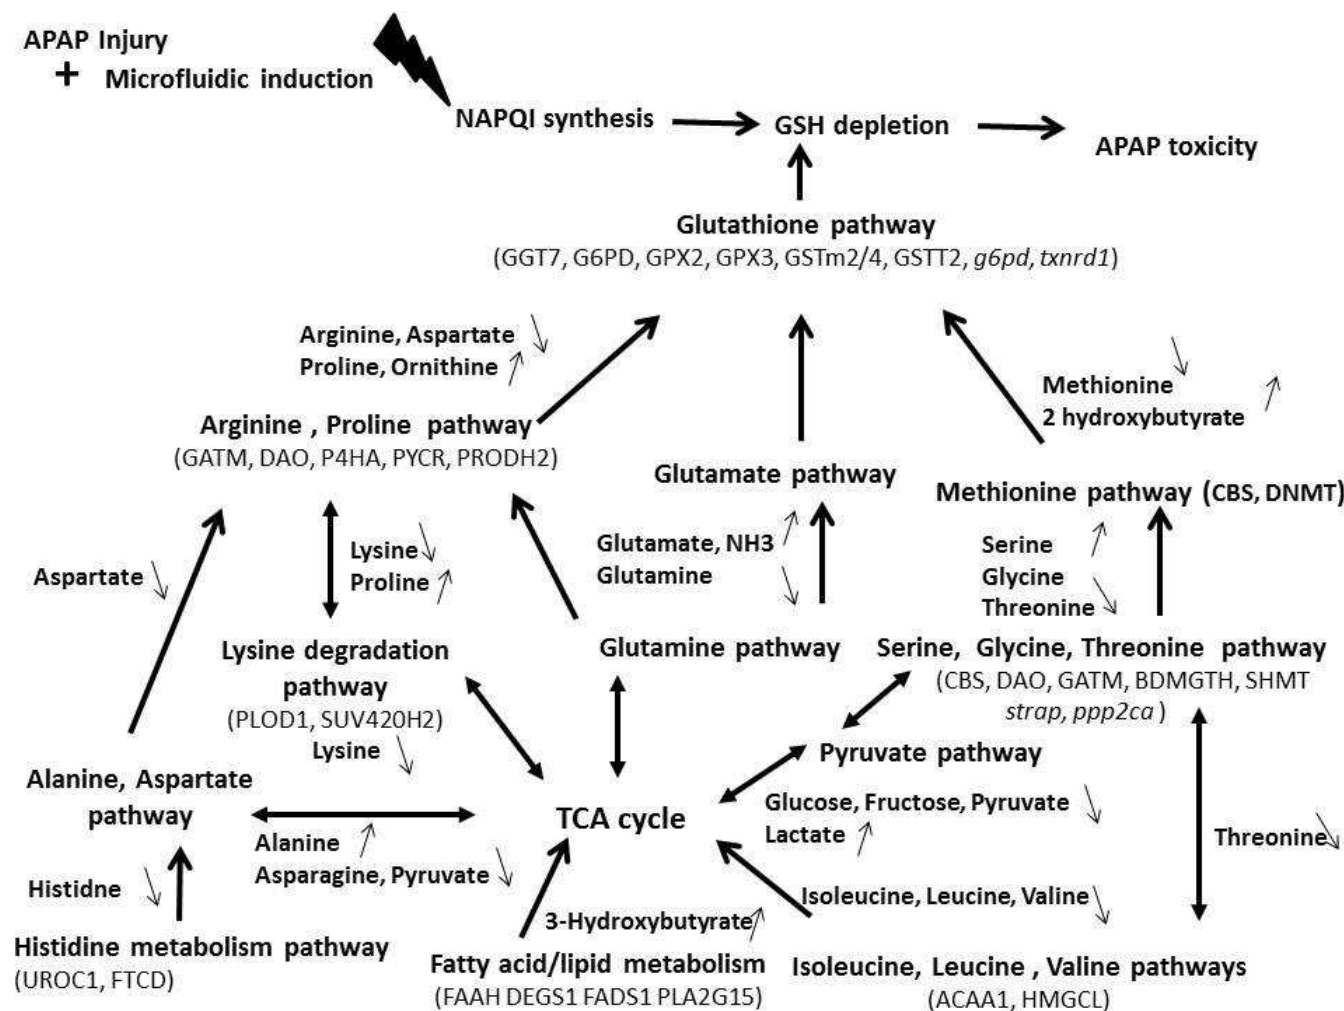 APAP Injury
+ Microfluidic induction
NAPQI synthesis
GSH depletion
APAP toxicity
Glutathione pathway
(GGT7, G6PD, GPX2, GPX3, GSTm2/4, GSTT2, g6pd, txnrd1)
Arginine, Aspartate
Proline, Ornithine
Methionine
2 hydroxybutyrate
Arginine , Proline pathway
(GATM, DAO, P4HA, PYCR, PRODH2)
Glutamate pathway
Methionine pathway (CBS, DNMT)
Aspartate
Lysine
Proline
Glutamate, NH3
Glutamine
Serine
Glycine
Threonine
Lysine degradation
pathway
(PLOD1, SUV420H2)
Lysine
Glutamine pathway
Serine, Glycine, Threonine pathway
(CBS, DAO, GATM, BDMGTH, SHMT
strap, ppp2ca )
Pyruvate pathway
Alanine, Aspartate
pathway
TCA cycle
Glucose, Fructose, Pyruvate
Lactate
Threonine
Alanine
Asparagine, Pyruvate
Histidne
Isoleucine, Leucine, Valine
3-Hydroxybutyrate
Histidine metabolism pathway
(UROC1, FTCD)
Fatty acid/lipid metabolism
(FAAH DEGS1 FADS1 PLA2G15)
Isoleucine, Leucine , Valine pathways
(ACAA1, HMGCL)